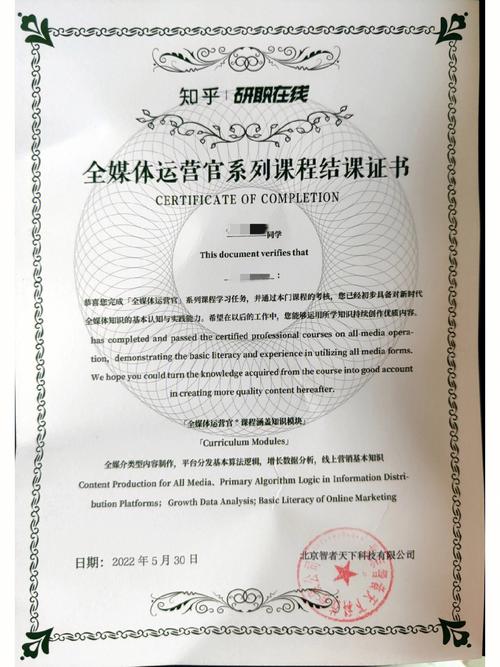 知乎 | 研职在线
全媒体运营官系列课程结课证书
CERTIFICATE OF COMPLETION
同学
This document verifies that
:
恭喜您完成「全媒体运营官」系列课程学习任务，并通过本门课程的考核，您已经初步具备对新时代
全媒体知识的基本认知与实践能力。希望在以后的工作中，您能够运用所学知识持续创作优质内容。
has completed and passed the certified professional courses on all-media opera-
tion, demonstrating the basic literacy and experience in utilizing all media forms.
We hope you could turn the knowledge acquired from the course into good account
in creating more quality content hereafter.
「全媒体运营官®课程涵盖知识模块」
「Curriculum Modules」
全媒介类型内容制作，平台分发基本算法逻辑，增长数据分析，线上营销基本知识
Content Production for All Media、Primary Algorithm Logic in Information Distri-
bution Platforms；Growth Data Analysis; Basic Literacy of Online Marketing
北京智者天下科技有限公司
日期：2022年5月30日